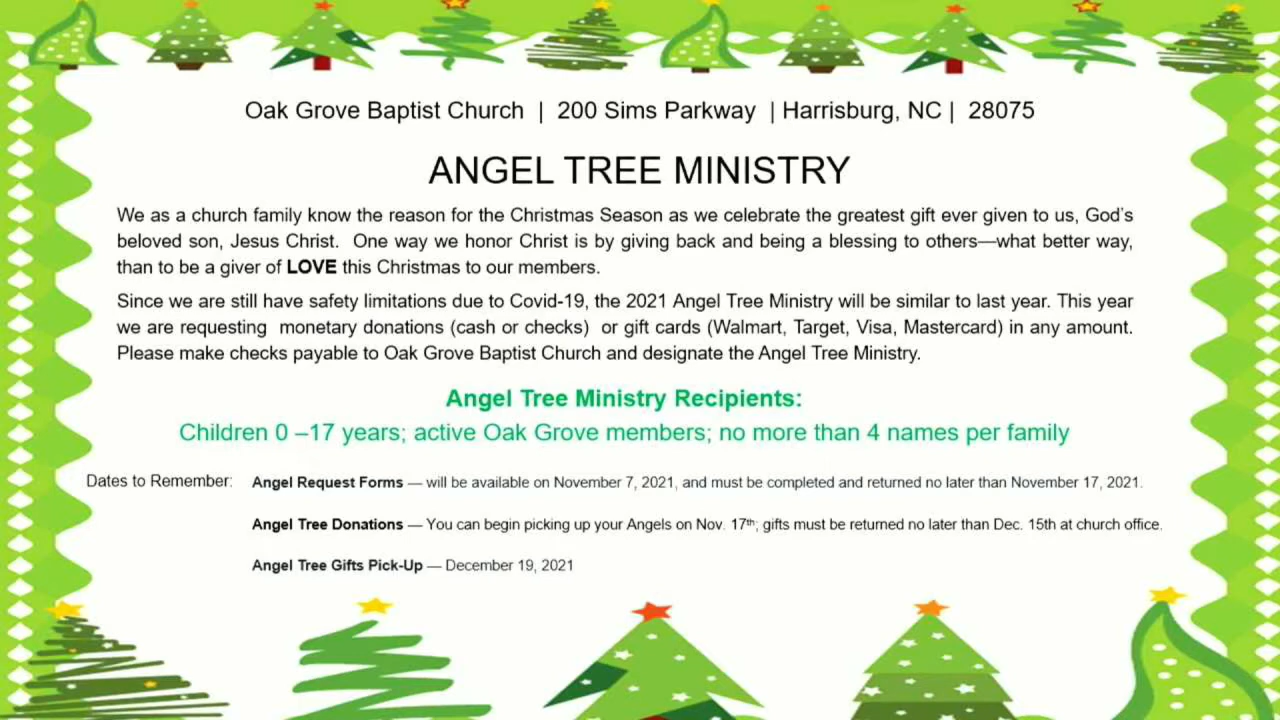 Oak Grove Baptist Church | 200 Sims Parkway | Harrisburg, NC | 28075
ANGEL TREE MINISTRY
We as a church family know the reason for the Christmas Season as we celebrate the greatest gift ever given to us, God's
beloved son, Jesus Christ. One way we honor Christ is by giving back and being a blessing to others—what better way,
than to be a giver of LOVE this Christmas to our members.
Since we are still have safety limitations due to Covid-19, the 2021 Angel Tree Ministry will be similar to last year. This year
we are requesting monetary donations (cash or checks) or gift cards (Walmart, Target, Visa, Mastercard) in any amount.
Please make checks payable to Oak Grove Baptist Church and designate the Angel Tree Ministry.
Angel Tree Ministry Recipients:
Children 0 –17 years; active Oak Grove members; no more than 4 names per family
Dates to Remember: Angel Request Forms — will be available on November 7, 2021, and must be completed and returned no later than November 17, 2021.
Angel Tree Donations — You can begin picking up your Angels on Nov. 17th; gifts must be returned no later than Dec. 15th at church office.
Angel Tree Gifts Pick-Up — December 19, 2021